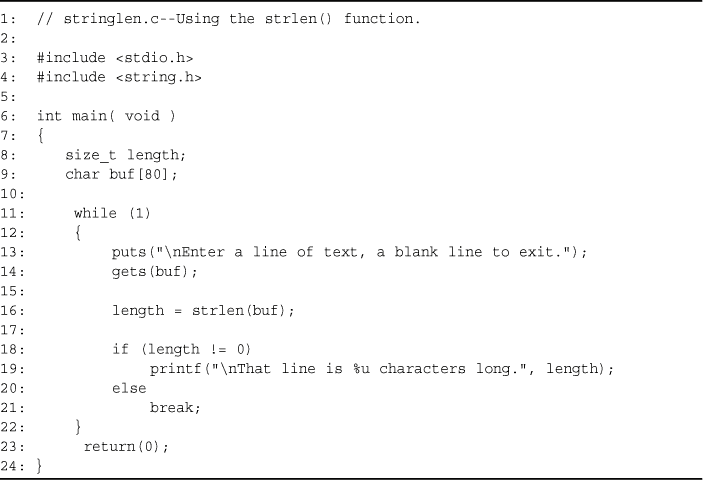 1:  // stringlen.c--Using the strlen() function.
2:
3:  #include <stdio.h>
4:  #include <string.h>
5:
6:  int main( void )
7:  {
8:     size_t length;
9:     char buf[80];
10:
11:     while (1)
12:     {
13:         puts("\nEnter a line of text, a blank line to exit.");
14:         gets(buf);
15:
16:         length = strlen(buf);
17:
18:         if (length != 0)
19:             printf("\nThat line is %u characters long.", length);
20:         else
21:             break;
22:     }
23:      return(0);
24: }